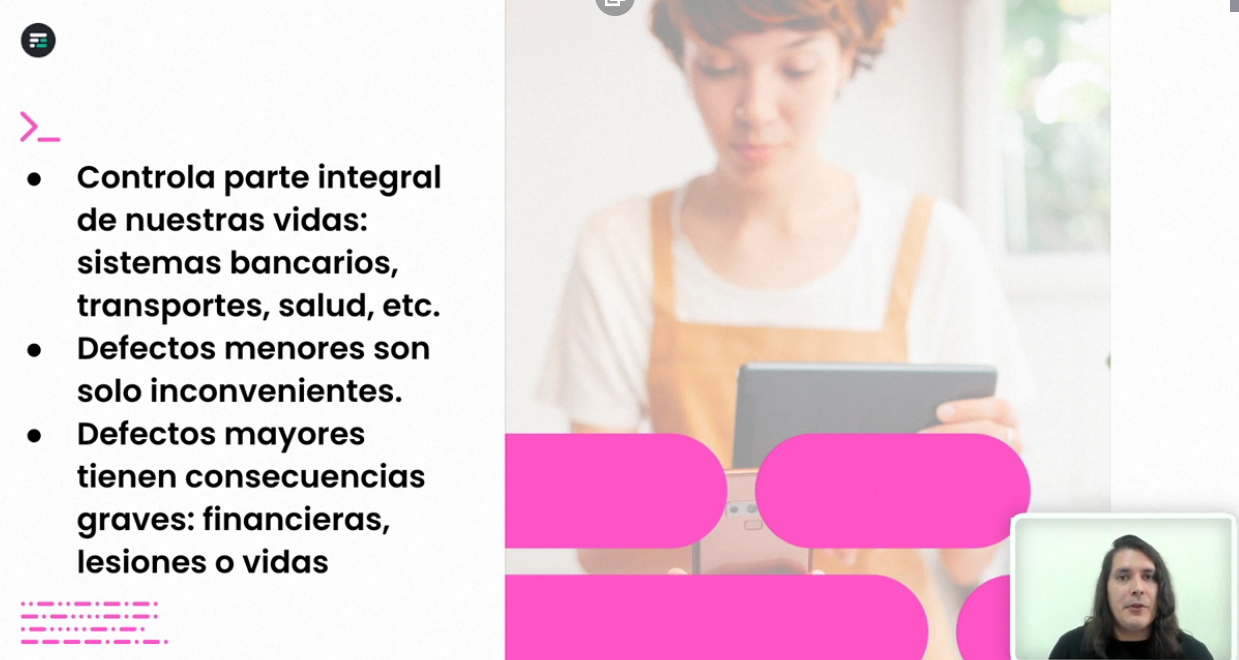 Controla parte integral
de nuestras vidas:
sistemas bancarios,
transportes, salud, etc.
Defectos menores son
solo inconvenientes.
Defectos mayores
tienen consecuencias
graves: financieras,
lesiones o vidas